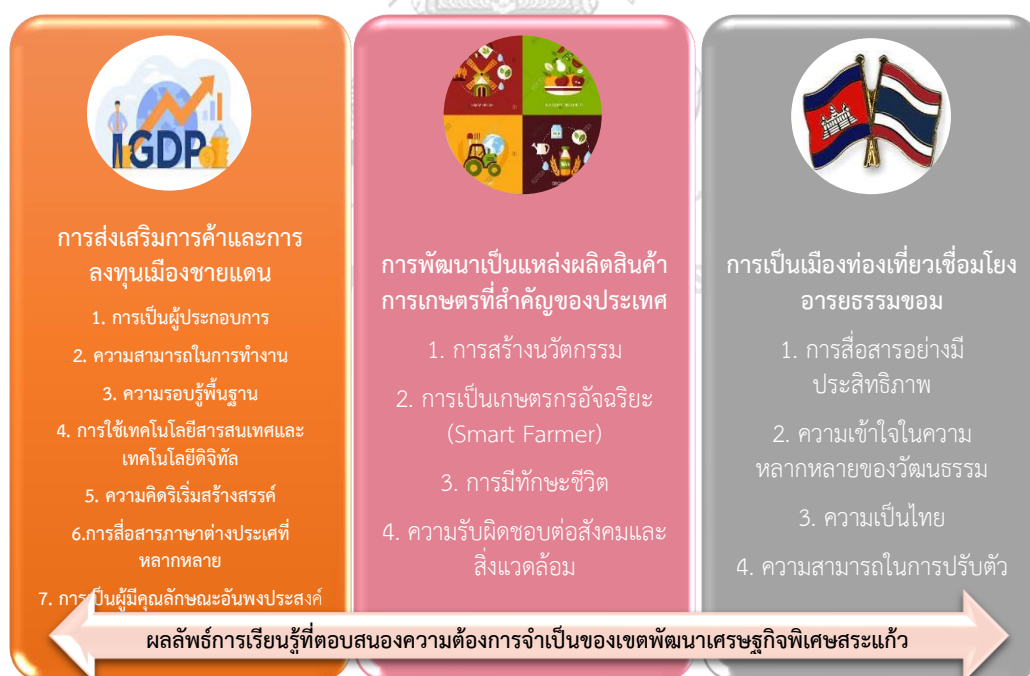 GDP
การส่งเสริมการค้าและการ
ลงทุนเมืองชายแดน
1. การเป็นผู้ประกอบการ
2. ความสามารถในการทำงาน
3. ความรอบรู้พื้นฐาน
4. การใช้เทคโนโลยีสารสนเทศและ
เทคโนโลยีดิจิทัล
5. ความคิดริเริ่มสร้างสรรค์
6.การสื่อสารภาษาต่างประเศที่
หลากหลาย
7. การเป็นผู้มีคุณลักษณะอันพงประสงค์
การพัฒนาเป็นแหล่งผลิตสินค้า
การเกษตรที่สำคัญของประเทศ
1. การสร้างนวัตกรรม
2. การเป็นเกษตรกรอัจฉริยะ
(Smart Farmer)
3. การมีทักษะชีวิต
4. ความรับผิดชอบต่อสังคมและ
สิ่งแวดล้อม
การเป็นเมืองท่องเที่ยวเชื่อมโยง
อารยธรรมขอม
1. การสื่อสารอย่างมี
ประสิทธิภาพ
2. ความเข้าใจในความ
หลากหลายของวัฒนธรรม
3. ความเป็นไทย
4. ความสามารถในการปรับตัว
ผลลัพธ์การเรียนรู้ที่ตอบสนองความต้องการจำเป็นของเขตพัฒนาเศรษฐกิจพิเศษสระแก้ว